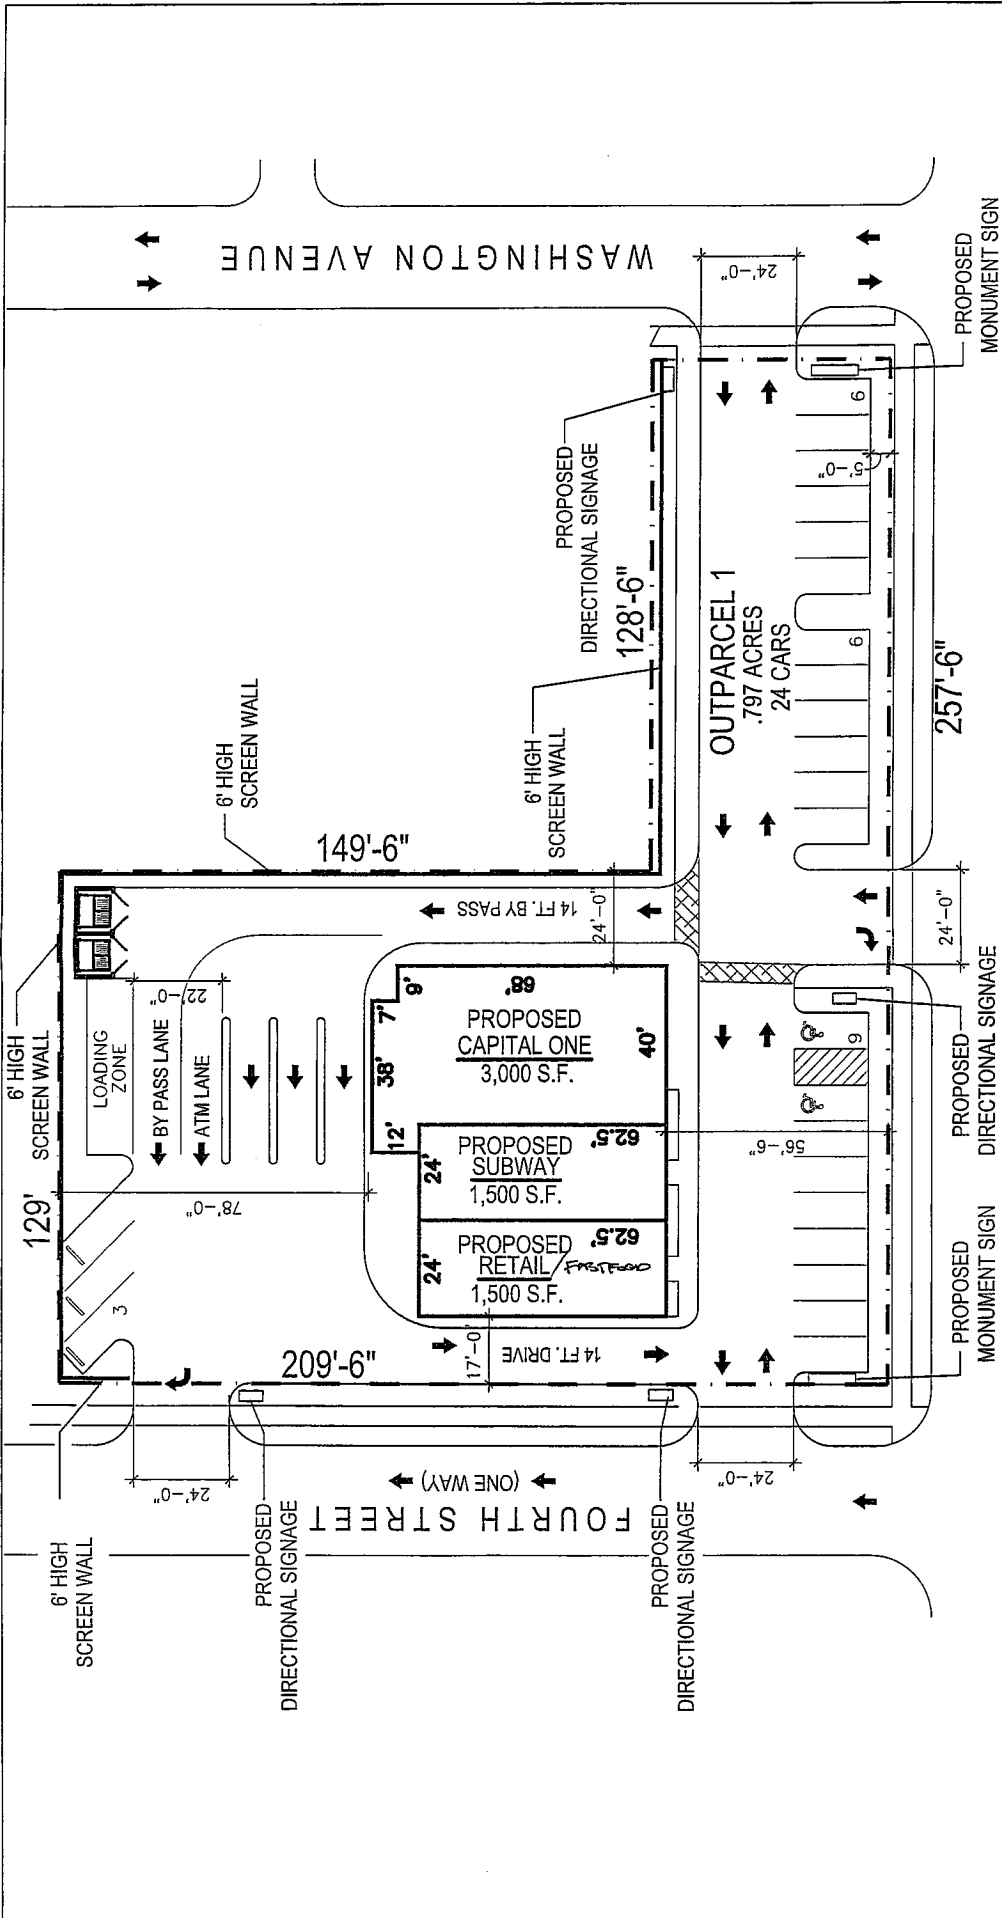 6' HIGH
SCREEN WALL
129'
6' HIGH
SCREEN WALL
149'-6"
LOADING
ZONE
BY PASS LANE
ATM LANE
22'-0"
78'-0"
3
14 FT. BY PASS
24'-0"
6' HIGH
SCREEN WALL
128'-6"
PROPOSED
DIRECTIONAL SIGNAGE
WASHINGTON AVENUE
24'-0"
7'
9'
38'
12'
68'
PROPOSED
CAPITAL ONE
3,000 S.F.
40'
24'
PROPOSED
SUBWAY
1,500 S.F.
62.5'
24'
PROPOSED
RETAIL / FASTFOOD
1,500 S.F.
62.5'
OUTPARCEL 1
.797 ACRES
24 CARS
6
6
5'-0"
257'-6"
24'-0"
56'-6"
9
209'-6"
17'-0"
14 FT. DRIVE
6' HIGH
SCREEN WALL
24'-0"
PROPOSED
DIRECTIONAL SIGNAGE
FOURTH STREET
(ONE WAY)
PROPOSED
DIRECTIONAL SIGNAGE
24'-0"
PROPOSED
MONUMENT SIGN
PROPOSED
DIRECTIONAL SIGNAGE
PROPOSED
MONUMENT SIGN